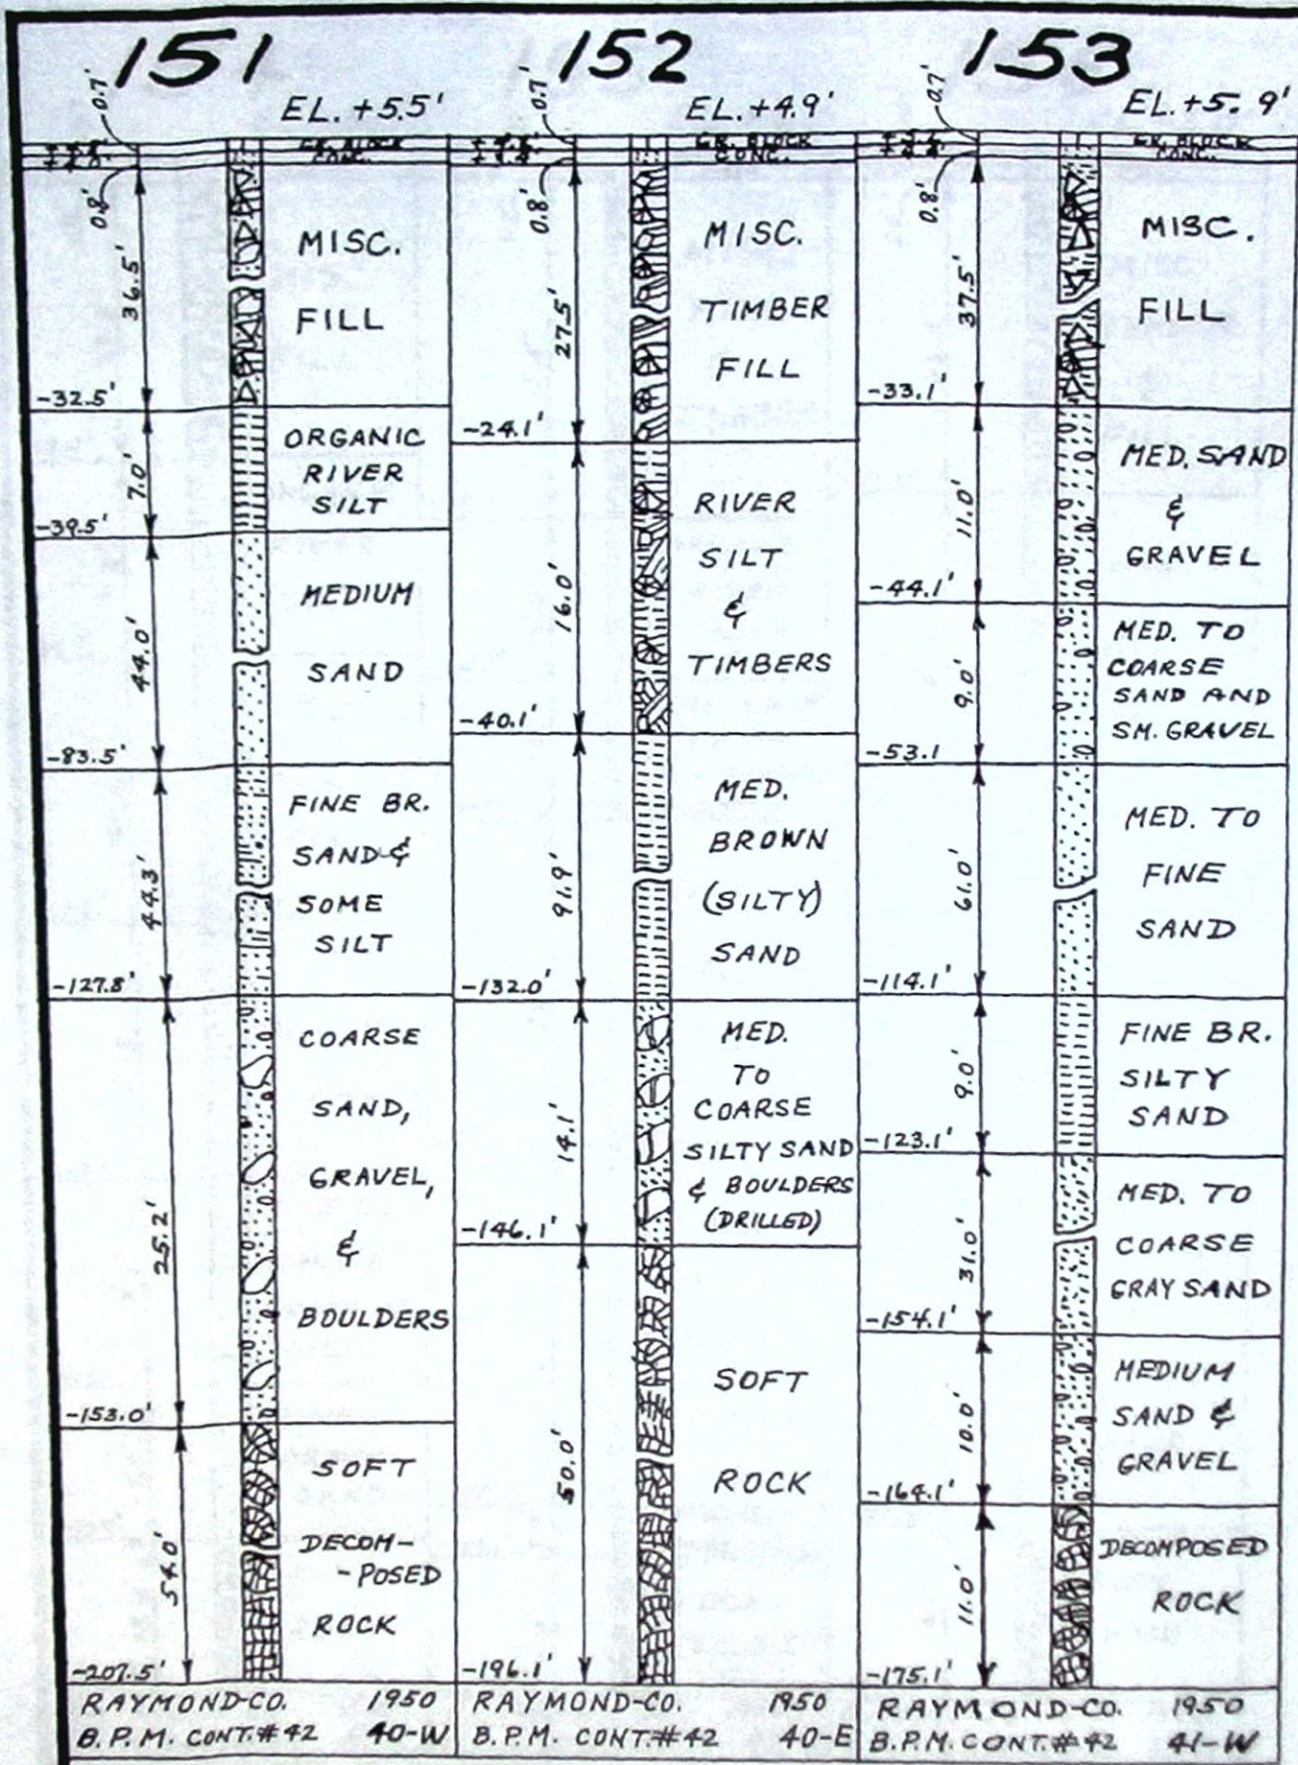 151
EL. +5.5'
0.7'
GR. BLOCK
CONC.
0.8'
36.5'
MISC.
FILL
-32.5'
7.0'
ORGANIC
RIVER
SILT
-39.5'
44.0'
MEDIUM
SAND
-83.5'
44.3'
FINE BR.
SAND &
SOME
SILT
-127.8'
25.2'
COARSE
SAND,
GRAVEL,
&
BOULDERS
-153.0'
54.0'
SOFT
DECOM-
-POSED
ROCK
-207.5'
RAYMOND-CO. 1950
B.P.M. CONT.#42 40-W
152
EL. +4.9'
0.7'
GR. BLOCK
CONC.
0.8'
27.5'
MISC.
TIMBER
FILL
-24.1'
16.0'
RIVER
SILT
&
TIMBERS
-40.1'
91.9'
MED.
BROWN
(SILTY)
SAND
-132.0'
14.1'
MED.
TO
COARSE
SILTY SAND
& BOULDERS
(DRILLED)
-146.1'
50.0'
SOFT
ROCK
-196.1'
RAYMOND-CO. 1950
B.P.M. CONT.#42 40-E
153
EL. +5.9'
0.7'
GR. BLOCK
CONC.
0.8'
37.5'
MISC.
FILL
-33.1'
11.0'
MED. SAND
&
GRAVEL
-44.1'
9.0'
MED. TO
COARSE
SAND AND
SM. GRAVEL
-53.1
61.0'
MED. TO
FINE
SAND
-114.1'
9.0'
FINE BR.
SILTY
SAND
-123.1'
31.0'
MED. TO
COARSE
GRAY SAND
-154.1'
10.0'
MEDIUM
SAND &
GRAVEL
-164.1'
11.0'
DECOMPOSED
ROCK
-175.1'
RAYMOND-CO. 1950
B.P.M. CONT.#42 41-W